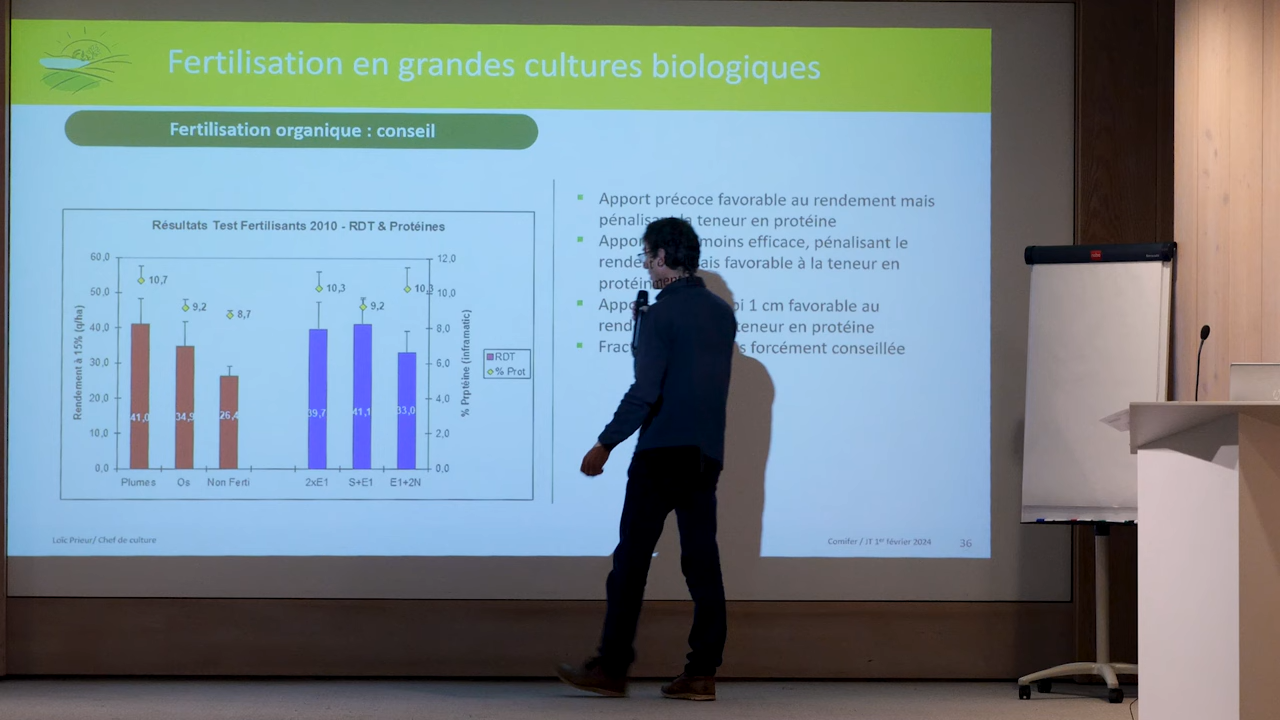 Fertilisation en grandes cultures biologiques
Fertilisation organique : conseil
Résultats Test Fertilisants 2010 - RDT & Protéines
60,0
50,0
40,0
30,0
20,0
10,0
0,0
Rendement à 15% (q/ha)
12,0
10,0
8,0
6,0
4,0
2,0
0,0
% Prptéine (inframatic)
10,7
9,2
8,7
10,3
9,2
10,3
41,0
34,9
26,4
39,7
41,1
33,0
Plumes Os Non Ferti 2xE1 S+E1 E1+2N
RDT
% Prot
Apport précoce favorable au rendement mais
la teneur en protéine
moins efficace, pénalisant le
favorable à la teneur en
1 cm favorable au
teneur en protéine
forcément conseillée
Loïc Prieur/ Chef de culture
Comifer / JT 1er février 2024
36